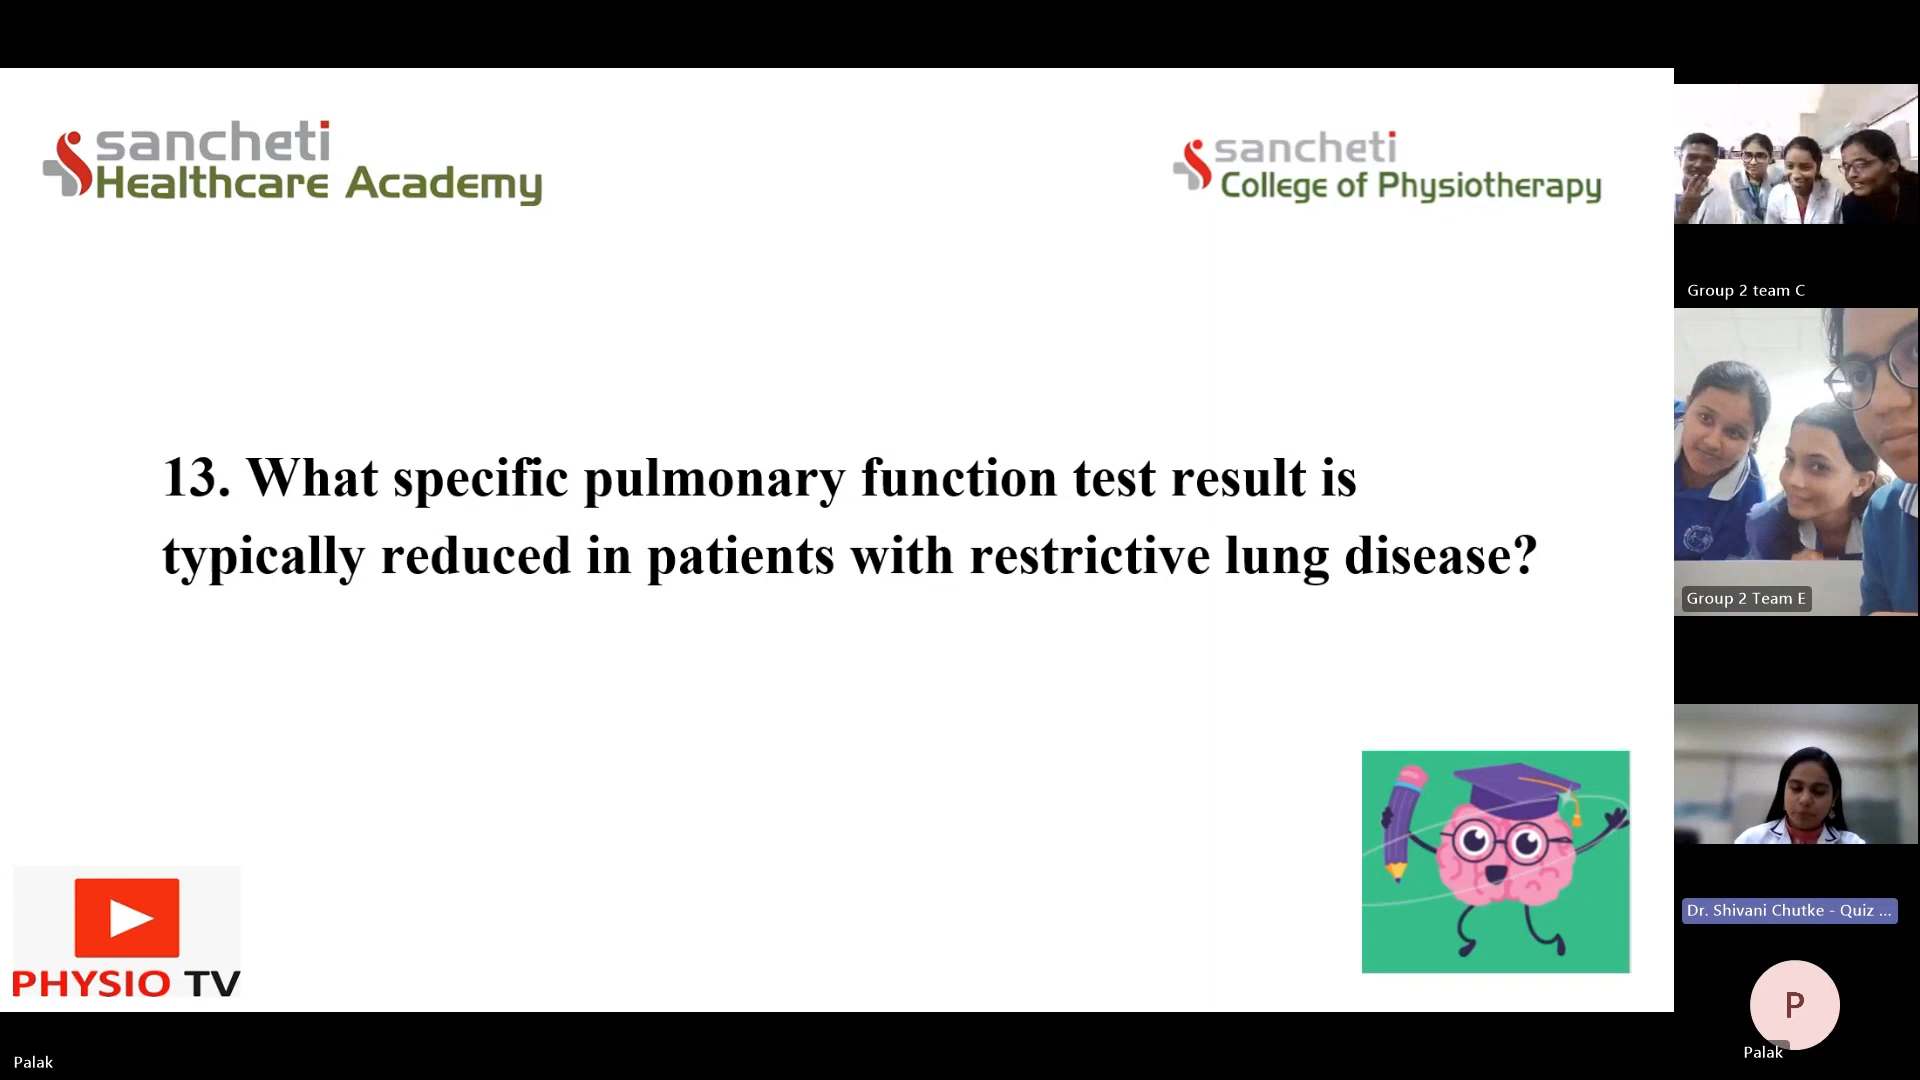 sancheti
Healthcare Academy
sancheti
College of Physiotherapy
13. What specific pulmonary function test result is
typically reduced in patients with restrictive lung disease?
PHYSIO TV
Palak
Group 2 team C
Group 2 Team E
Dr. Shivani Chutke - Quiz ...
P
Palak